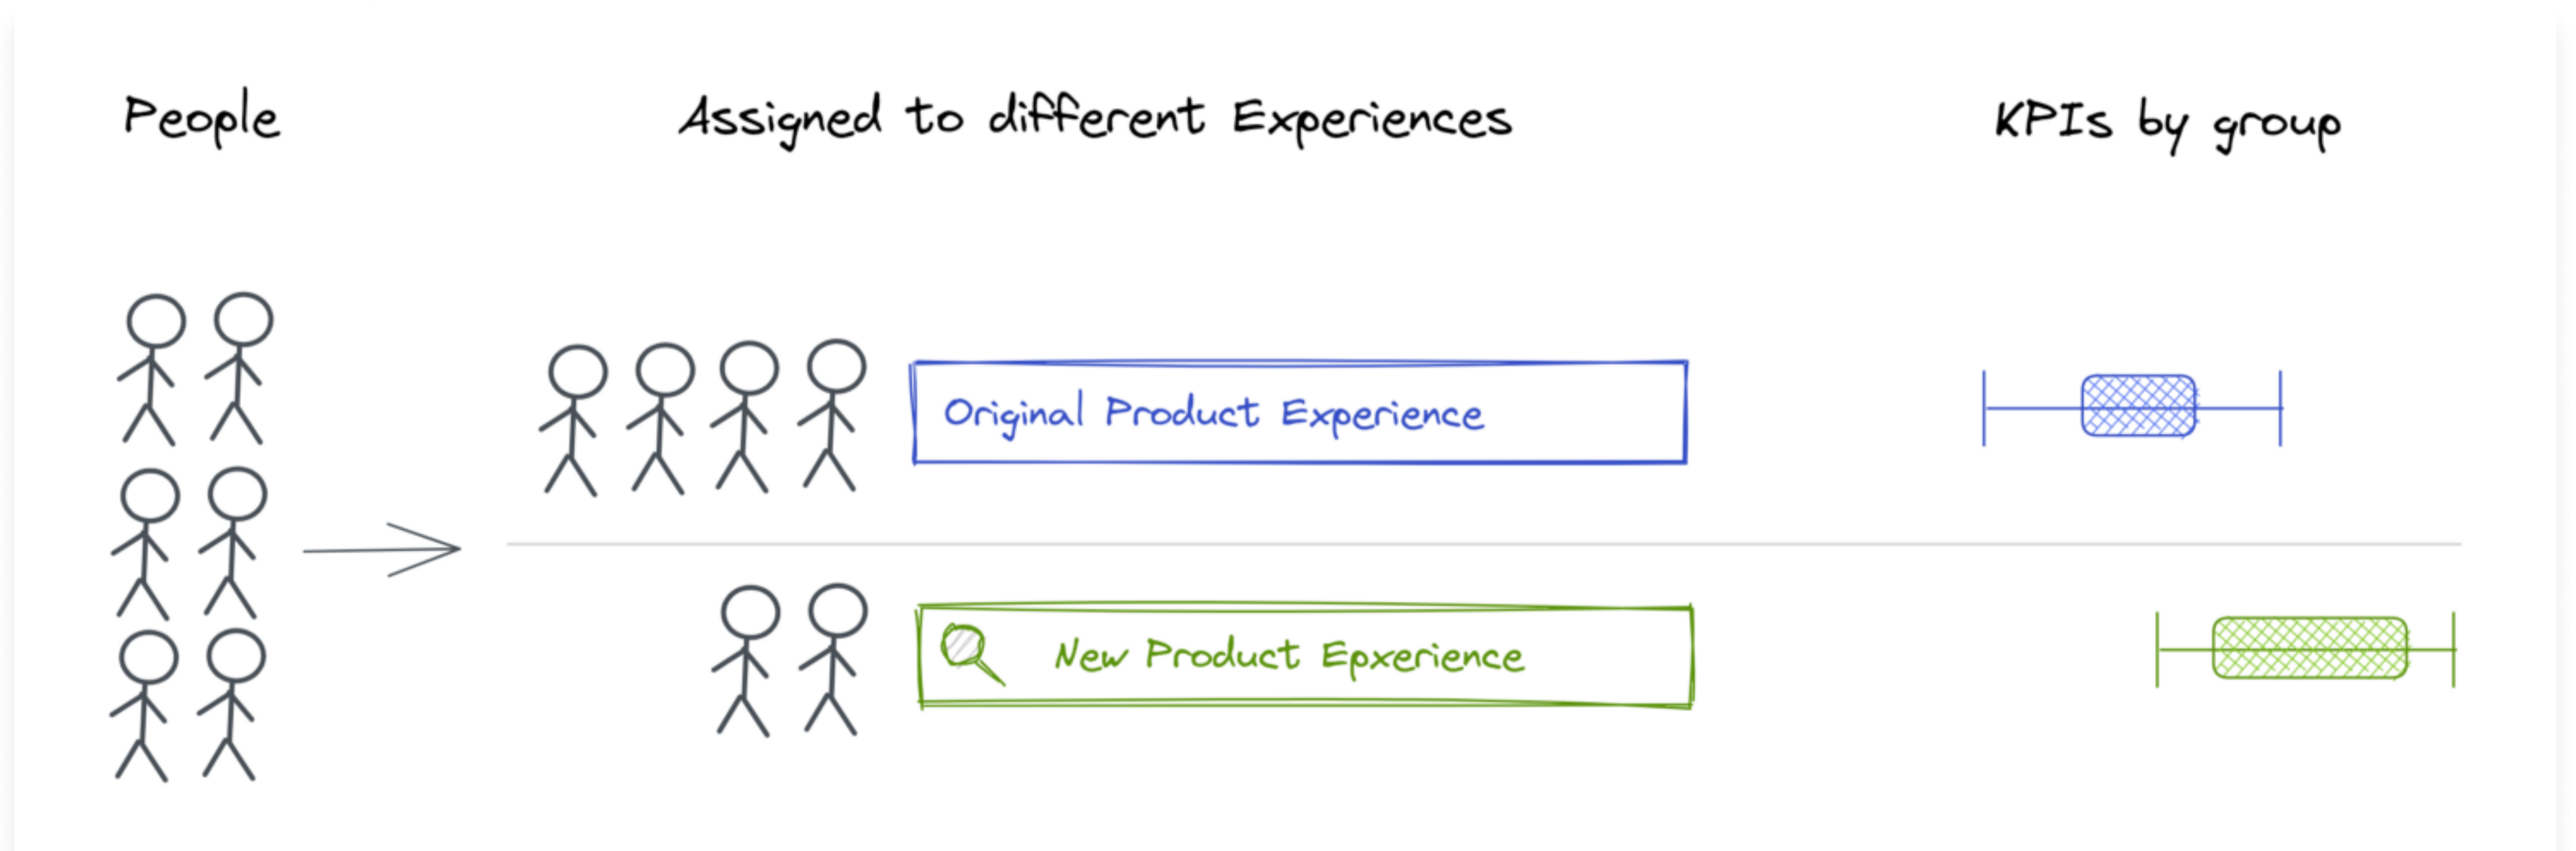 People
Assigned to different Experiences
KPIs by group
Original Product Experience
New Product Epxerience